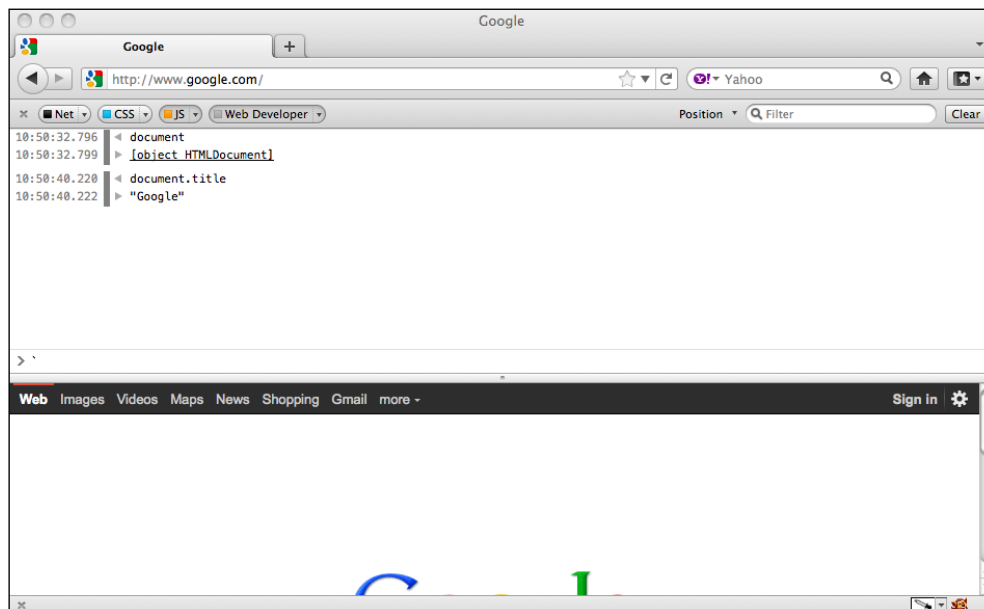 Google
Google
http://www.google.com/ Yahoo
Net CSS JS Web Developer Position Filter Clear
10:50:32.796 document
10:50:32.799 [object HTMLDocument]
10:50:40.220 document.title
10:50:40.222 "Google"
> `
Web Images Videos Maps News Shopping Gmail more Sign in